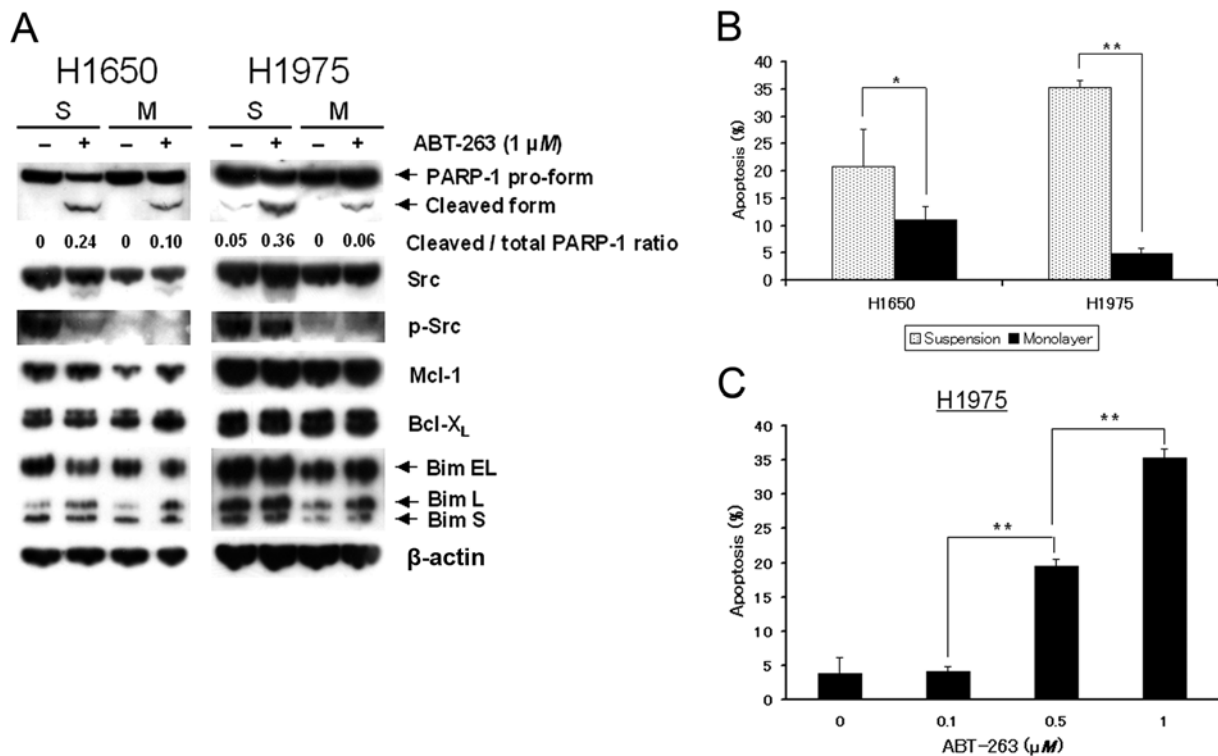 A
H1650 H1975
S M S M
– + – + – + – + ABT-263 (1 μM)
PARP-1 pro-form
Cleaved form
0 0.24 0 0.10 0.05 0.36 0 0.06 Cleaved / total PARP-1 ratio
Src
p-Src
Mcl-1
Bcl-XL
Bim EL
Bim L
Bim S
β-actin
B
**
*
40
35
30
25
20
15
10
5
0
Apoptosis (%)
H1650 H1975
Suspension Monolayer
C
H1975
**
**
40
35
30
25
20
15
10
5
0
Apoptosis (%)
0 0.1 0.5 1
ABT-263 (μM)